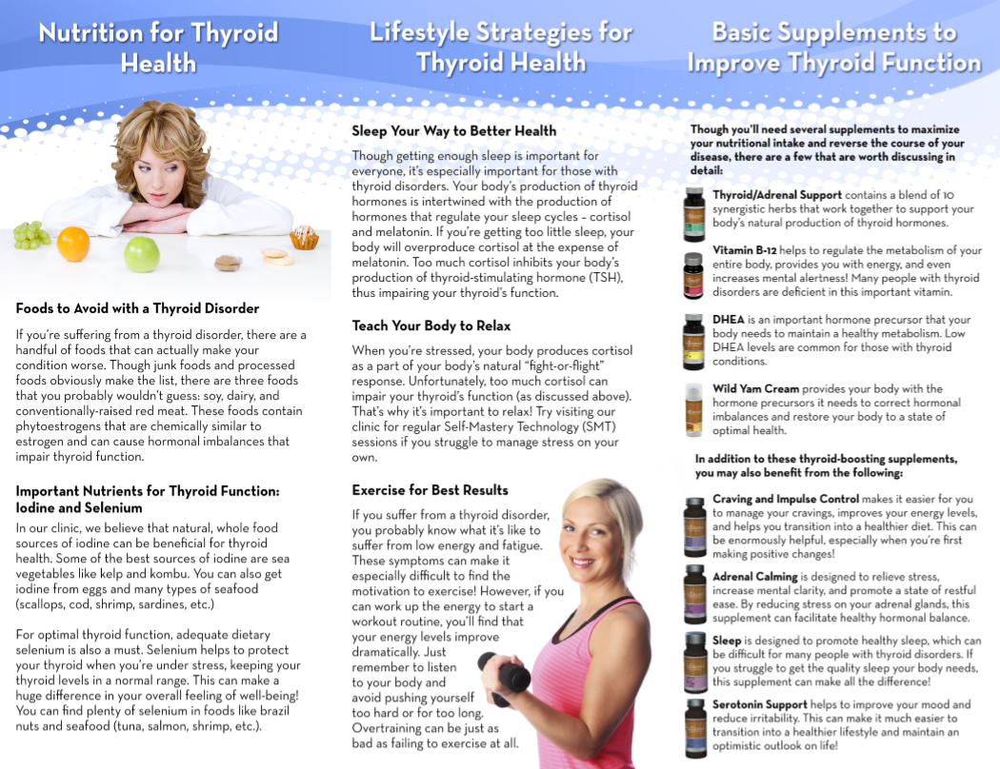 Nutrition for Thyroid
Health
Foods to Avoid with a Thyroid Disorder
If you're suffering from a thyroid disorder, there are a
handful of foods that can actually make your
condition worse. Though junk foods and processed
foods obviously make the list, there are three foods
that you probably wouldn't guess: soy, dairy, and
conventionally-raised red meat. These foods contain
phytoestrogens that are chemically similar to
estrogen and can cause hormonal imbalances that
impair thyroid function.
Important Nutrients for Thyroid Function:
Iodine and Selenium
In our clinic, we believe that natural, whole food
sources of iodine can be beneficial for thyroid
health. Some of the best sources of iodine are sea
vegetables like kelp and kombu. You can also get
iodine from eggs and many types of seafood
(scallops, cod, shrimp, sardines, etc.)
For optimal thyroid function, adequate dietary
selenium is also a must. Selenium helps to protect
your thyroid when you're under stress, keeping your
thyroid levels in a normal range. This can make a
huge difference in your overall feeling of well-being!
You can find plenty of selenium in foods like brazil
nuts and seafood (tuna, salmon, shrimp, etc.).
Lifestyle Strategies for
Thyroid Health
Sleep Your Way to Better Health
Though getting enough sleep is important for
everyone, it's especially important for those with
thyroid disorders. Your body's production of thyroid
hormones is intertwined with the production of
hormones that regulate your sleep cycles – cortisol
and melatonin. If you're getting too little sleep, your
body will overproduce cortisol at the expense of
melatonin. Too much cortisol inhibits your body's
production of thyroid-stimulating hormone (TSH),
thus impairing your thyroid's function.
Teach Your Body to Relax
When you're stressed, your body produces cortisol
as a part of your body's natural "fight-or-flight"
response. Unfortunately, too much cortisol can
impair your thyroid's function (as discussed above).
That's why it's important to relax! Try visiting our
clinic for regular Self-Mastery Technology (SMT)
sessions if you struggle to manage stress on your
own.
Exercise for Best Results
If you suffer from a thyroid disorder,
you probably know what it's like to
suffer from low energy and fatigue.
These symptoms can make it
especially difficult to find the
motivation to exercise! However, if you
can work up the energy to start a
workout routine, you'll find that
your energy levels improve
dramatically. Just
remember to listen
to your body and
avoid pushing yourself
too hard or for too long.
Overtraining can be just as
bad as failing to exercise at all.
Basic Supplements to
Improve Thyroid Function
Though you'll need several supplements to maximize
your nutritional intake and reverse the course of your
disease, there are a few that are worth discussing in
detail:
Thyroid/Adrenal Support contains a blend of 10
synergistic herbs that work together to support your
body's natural production of thyroid hormones.
Vitamin B-12 helps to regulate the metabolism of your
entire body, provides you with energy, and even
increases mental alertness! Many people with thyroid
disorders are deficient in this important vitamin.
DHEA is an important hormone precursor that your
body needs to maintain a healthy metabolism. Low
DHEA levels are common for those with thyroid
conditions.
Wild Yam Cream provides your body with the
hormone precursors it needs to correct hormonal
imbalances and restore your body to a state of
optimal health.
In addition to these thyroid-boosting supplements,
you may also benefit from the following:
Craving and Impulse Control makes it easier for you
to manage your cravings, improves your energy levels,
and helps you transition into a healthier diet. This can
be enormously helpful, especially when you're first
making positive changes!
Adrenal Calming is designed to relieve stress,
increase mental clarity, and promote a state of restful
ease. By reducing stress on your adrenal glands, this
supplement can facilitate healthy hormonal balance.
Sleep is designed to promote healthy sleep, which can
be difficult for many people with thyroid disorders. If
you struggle to get the quality sleep your body needs,
this supplement can make all the difference!
Serotonin Support helps to improve your mood and
reduce irritability. This can make it much easier to
transition into a healthier lifestyle and maintain an
optimistic outlook on life!